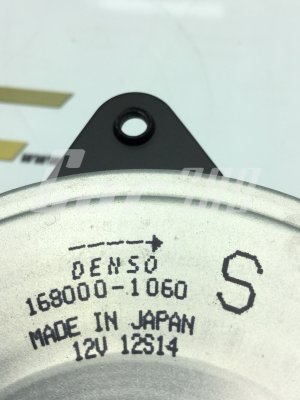 DENSO
168000-1060
S
MADE IN JAPAN
12V 12S14